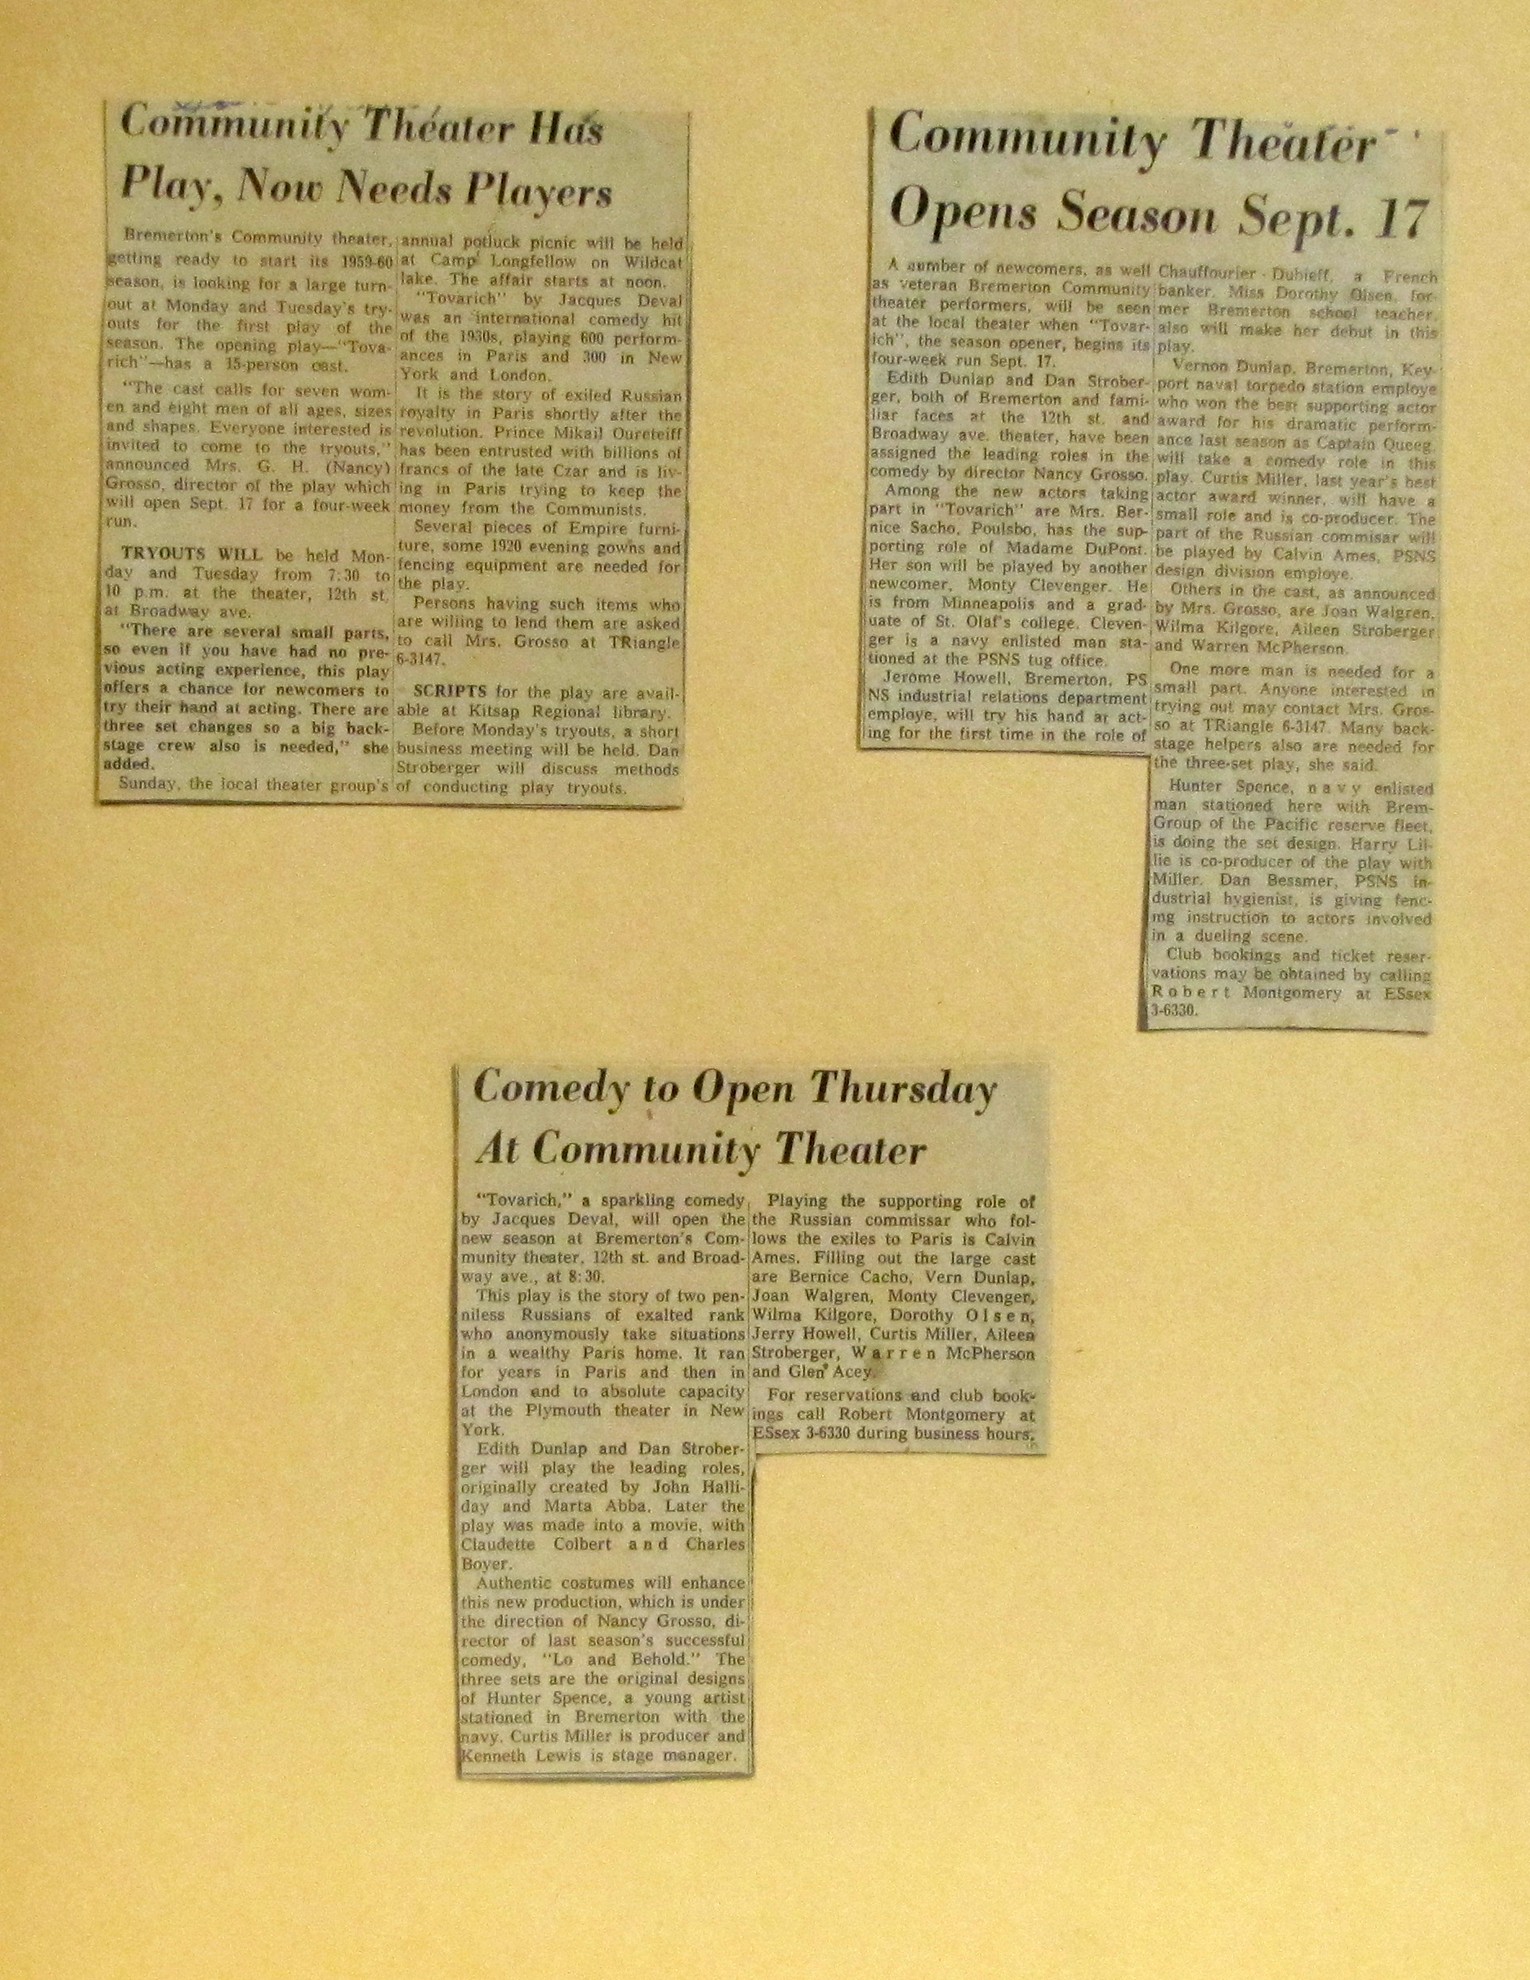 Community Theater Has
Play, Now Needs Players
Bremerton's Community theater,
getting ready to start its 1959-60
season, is looking for a large turn-
out at Monday and Tuesday's try-
outs for the first play of the
season. The opening play—"Tova-
rich"—has a 15-person cast.
"The cast calls for seven wom-
en and eight men of all ages, sizes
and shapes. Everyone interested is
invited to come to the tryouts,"
announced Mrs. G. H. (Nancy)
Grosso, director of the play which
will open Sept. 17 for a four-week
run.
TRYOUTS WILL be held Mon-
day and Tuesday from 7:30 to
10 p.m. at the theater, 12th st.
at Broadway ave.
"There are several small parts,
so even if you have had no pre-
vious acting experience, this play
offers a chance for newcomers to
try their hand at acting. There are
three set changes so a big back-
stage crew also is needed," she
added.
Sunday, the local theater group's
annual potluck picnic will be held
at Camp Longfellow on Wildcat
lake. The affair starts at noon.
"Tovarich" by Jacques Deval
was an international comedy hit
of the 1930s, playing 600 perform-
ances in Paris and 300 in New
York and London.
It is the story of exiled Russian
royalty in Paris shortly after the
revolution. Prince Mikail Oureteiff
has been entrusted with billions of
francs of the late Czar and is liv-
ing in Paris trying to keep the
money from the Communists.
Several pieces of Empire furni-
ture, some 1920 evening gowns and
fencing equipment are needed for
the play.
Persons having such items who
are willing to lend them are asked
to call Mrs. Grosso at TRiangle
6-3147.
SCRIPTS for the play are avail-
able at Kitsap Regional library.
Before Monday's tryouts, a short
business meeting will be held. Dan
Stroberger will discuss methods
of conducting play tryouts.
Community Theater
Opens Season Sept. 17
A number of newcomers, as well
as veteran Bremerton Community
theater performers, will be seen
at the local theater when "Tovar-
ich", the season opener, begins its
four-week run Sept. 17.
Edith Dunlap and Dan Strober-
ger, both of Bremerton and fami-
liar faces at the 12th st. and
Broadway ave. theater, have been
assigned the leading roles in the
comedy by director Nancy Grosso.
Among the new actors taking
part in "Tovarich" are Mrs. Ber-
nice Sacho, Poulsbo, has the sup-
porting role of Madame DuPont.
Her son will be played by another
newcomer, Monty Clevenger. He
is from Minneapolis and a grad-
uate of St. Olaf's college. Cleven-
ger is a navy enlisted man sta-
tioned at the PSNS tug office.
Jerome Howell, Bremerton, PS
NS industrial relations department
employe, will try his hand at act-
ing for the first time in the role of
Chauffourier - Dubieff, a French
banker. Miss Dorothy Olsen, for-
mer Bremerton school teacher,
also will make her debut in this
play.
Vernon Dunlap, Bremerton, Key-
port naval torpedo station employe
who won the best supporting actor
award for his dramatic perform-
ance last season as Captain Queeg
will take a comedy role in this
play. Curtis Miller, last year's best
actor award winner, will have a
small role and is co-producer. The
part of the Russian commisar will
be played by Calvin Ames, PSNS
design division employe.
Others in the cast, as announced
by Mrs. Grosso, are Joan Walgren,
Wilma Kilgore, Aileen Stroberger
and Warren McPherson.
One more man is needed for a
small part. Anyone interested in
trying out may contact Mrs. Gros-
so at TRiangle 6-3147. Many back-
stage helpers also are needed for
the three-set play, she said.
Hunter Spence, navy enlisted
man stationed here with Brem-
Group of the Pacific reserve fleet,
is doing the set design. Harry Lil-
lie is co-producer of the play with
Miller. Dan Bessmer, PSNS in-
dustrial hygienist, is giving fenc-
ing instruction to actors involved
in a dueling scene.
Club bookings and ticket reser-
vations may be obtained by calling
Robert Montgomery at ESsex
3-6330.
Comedy to Open Thursday
At Community Theater
"Tovarich," a sparkling comedy
by Jacques Deval, will open the
new season at Bremerton's Com-
munity theater, 12th st. and Broad-
way ave., at 8:30.
This play is the story of two pen-
niless Russians of exalted rank
who anonymously take situations
in a wealthy Paris home. It ran
for years in Paris and then in
London and to absolute capacity
at the Plymouth theater in New
York.
Edith Dunlap and Dan Strober-
ger will play the leading roles,
originally created by John Halli-
day and Marta Abba. Later the
play was made into a movie, with
Claudette Colbert and Charles
Boyer.
Authentic costumes will enhance
this new production, which is under
the direction of Nancy Grosso, di-
rector of last season's successful
comedy, "Lo and Behold." The
three sets are the original designs
of Hunter Spence, a young artist
stationed in Bremerton with the
navy. Curtis Miller is producer and
Kenneth Lewis is stage manager.
Playing the supporting role of
the Russian commissar who fol-
lows the exiles to Paris is Calvin
Ames. Filling out the large cast
are Bernice Cacho, Vern Dunlap,
Joan Walgren, Monty Clevenger,
Wilma Kilgore, Dorothy Olsen,
Jerry Howell, Curtis Miller, Aileen
Stroberger, Warren McPherson
and Glen Acey.
For reservations and club book-
ings call Robert Montgomery at
ESsex 3-6330 during business hours.